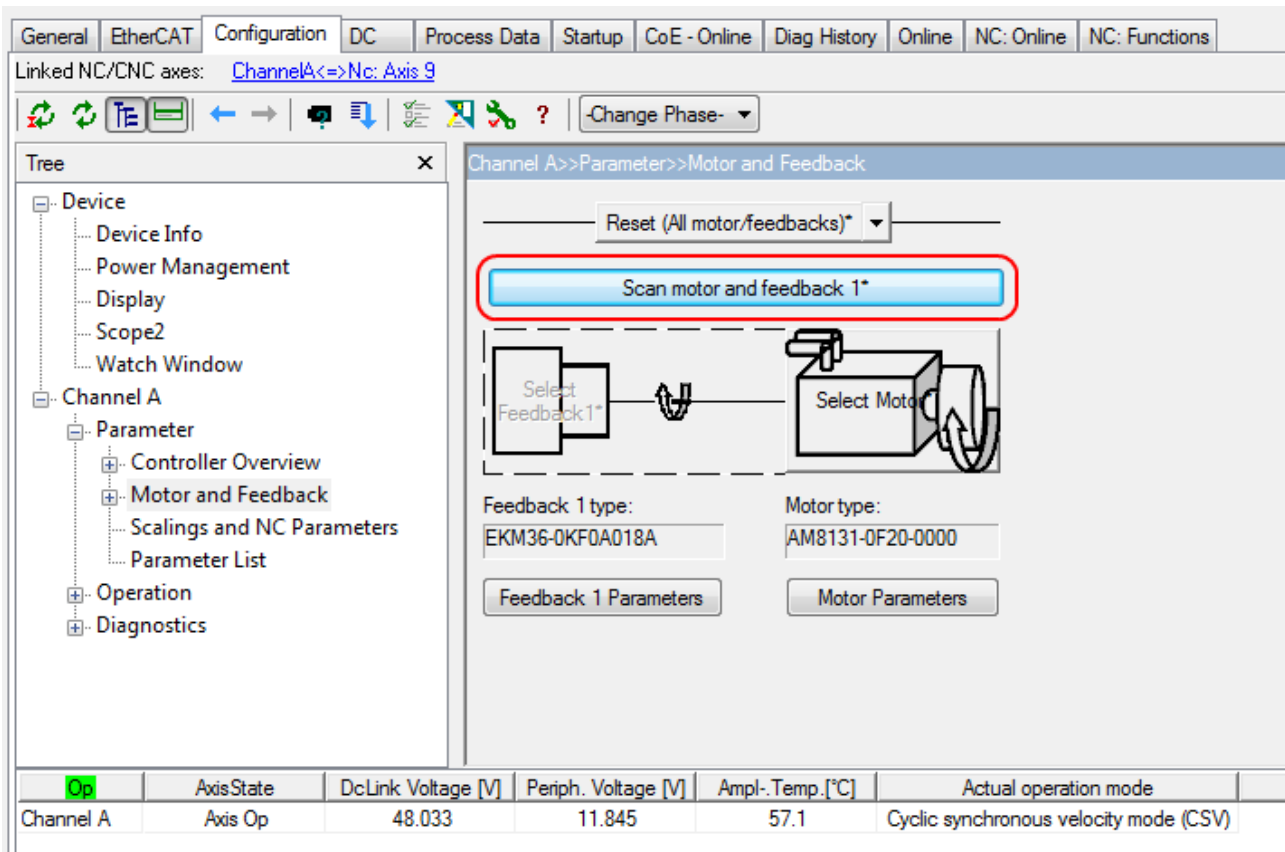 General EtherCAT Configuration DC Process Data Startup CoE - Online Diag History Online NC: Online NC: Functions
Linked NC/CNC axes: ChannelA<=>Nc: Axis 9
TE ? -Change Phase-
Tree
Channel A>>Parameter>>Motor and Feedback
Device
Device Info
Power Management
Display
Scope2
Watch Window
Channel A
Parameter
Controller Overview
Motor and Feedback
Scalings and NC Parameters
Parameter List
Operation
Diagnostics
Reset (All motor/feedbacks)*
Scan motor and feedback 1*
Select
Feedback1*
Select Motor
Feedback 1 type: Motor type:
EKM36-0KF0A018A AM8131-0F20-0000
Feedback 1 Parameters Motor Parameters
Op AxisState DcLink Voltage [V] Periph. Voltage [V] Ampl-.Temp.[°C] Actual operation mode
Channel A Axis Op 48.033 11.845 57.1 Cyclic synchronous velocity mode (CSV)